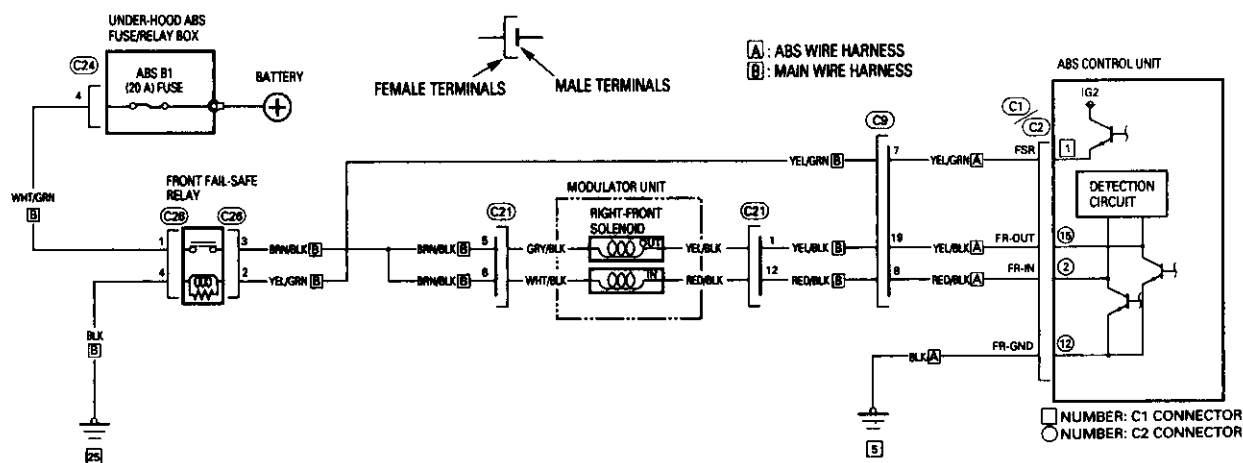 UNDER-HOOD ABS
FUSE/RELAY BOX
C24
4
ABS B1
(20 A) FUSE
BATTERY
FEMALE TERMINALS
MALE TERMINALS
A : ABS WIRE HARNESS
B : MAIN WIRE HARNESS
ABS CONTROL UNIT
IG2
C1
C2
C9
YEL/GRN B
7
YEL/GRN A
FSR
1
DETECTION
CIRCUIT
WHT/GRN
B
FRONT FAIL-SAFE
RELAY
C26
C26
MODULATOR UNIT
C21
RIGHT-FRONT
SOLENOID
C21
1
3
BRN/BLK B
BRN/BLK B
5
GRY/BLK
OUT
YEL/BLK
1
YEL/BLK B
19
YEL/BLK A
FR-OUT
15
4
2
YEL/GRN B
BRN/BLK B
6
WHT/BLK
IN
RED/BLK
12
RED/BLK B
8
RED/BLK A
FR-IN
2
BLK
B
BLK A
FR-GND
12
25
5
NUMBER: C1 CONNECTOR
NUMBER: C2 CONNECTOR